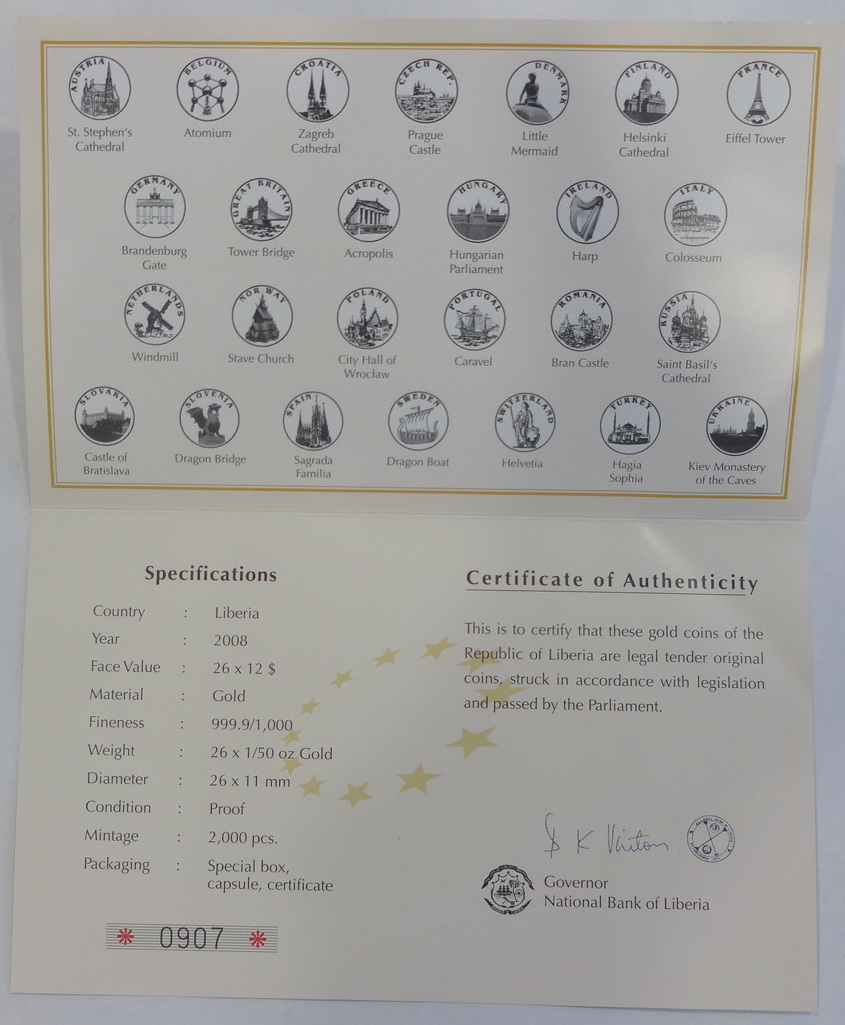 AUSTRIA
St. Stephen's
Cathedral
BELGIUM
Atomium
CROATIA
Zagreb
Cathedral
CZECH REP.
Prague
Castle
DENMARK
Little
Mermaid
FINLAND
Helsinki
Cathedral
FRANCE
Eiffel Tower
GERMANY
Brandenburg
Gate
GREAT BRITAIN
Tower Bridge
GREECE
Acropolis
HUNGARY
Hungarian
Parliament
IRELAND
Harp
ITALY
Colosseum
NETHERLANDS
Windmill
NORWAY
Stave Church
POLAND
City Hall of
Wrocław
PORTUGAL
Caravel
ROMANIA
Bran Castle
RUSSIA
Saint Basil's
Cathedral
SLOVAKIA
Castle of
Bratislava
SLOVENIA
Dragon Bridge
SPAIN
Sagrada
Familia
SWEDEN
Dragon Boat
SWITZERLAND
Helvetia
TURKEY
Hagia
Sophia
UKRAINE
Kiev Monastery
of the Caves
Specifications
Country : Liberia
Year : 2008
Face Value : 26 x 12 $
Material : Gold
Fineness : 999.9/1,000
Weight : 26 x 1/50 oz Gold
Diameter : 26 x 11 mm
Condition : Proof
Mintage : 2,000 pcs.
Packaging : Special box,
capsule, certificate
* 0907 *
Certificate of Authenticity
This is to certify that these gold coins of the
Republic of Liberia are legal tender original
coins, struck in accordance with legislation
and passed by the Parliament.
Governor
National Bank of Liberia